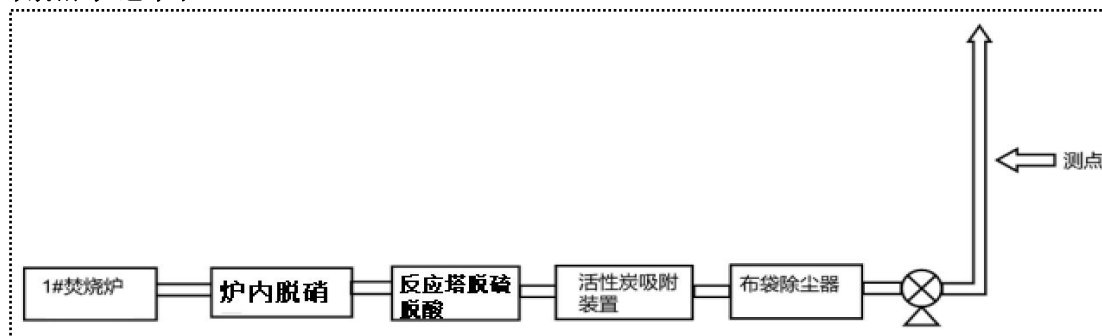 测点
1#焚烧炉
炉内脱硝
反应塔脱硫
脱酸
活性炭吸附
装置
布袋除尘器